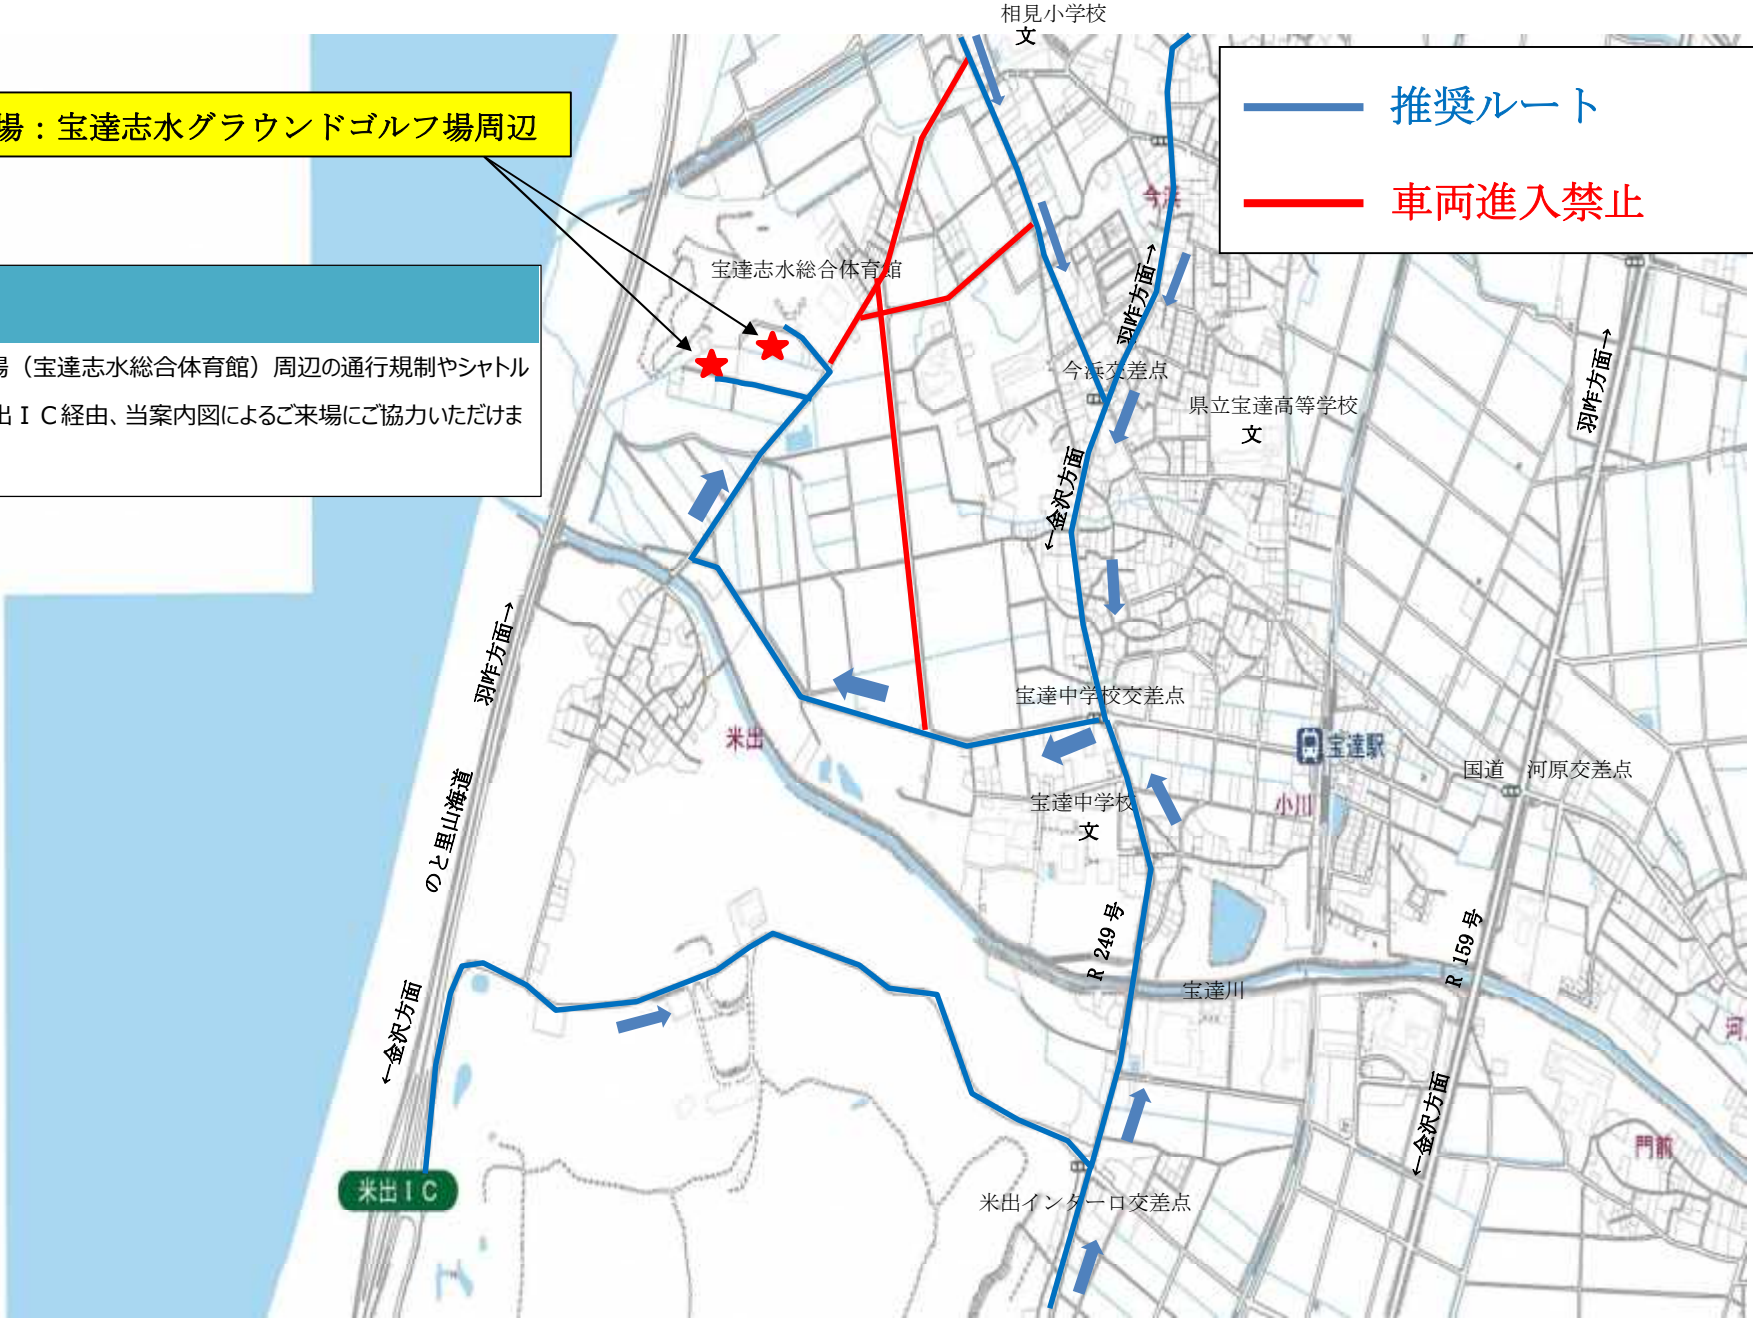 相見小学校
文
推奨ルート
車両進入禁止
場：宝達志水グラウンドゴルフ場周辺
今浜
宝達志水総合体育館
羽咋方面→
場（宝達志水総合体育館）周辺の通行規制やシャトル
出ＩＣ経由、当案内図によるご来場にご協力いただけま
今浜交差点
県立宝達高等学校
文
羽咋方面→
←金沢方面
羽咋方面→
宝達中学校交差点
米出
宝達駅
国道　河原交差点
小川
宝達中学校
文
のと里山海道
R 249 号
R 159 号
宝達川
←金沢方面
河
←金沢方面
門前
米出ＩＣ
米出インター口交差点